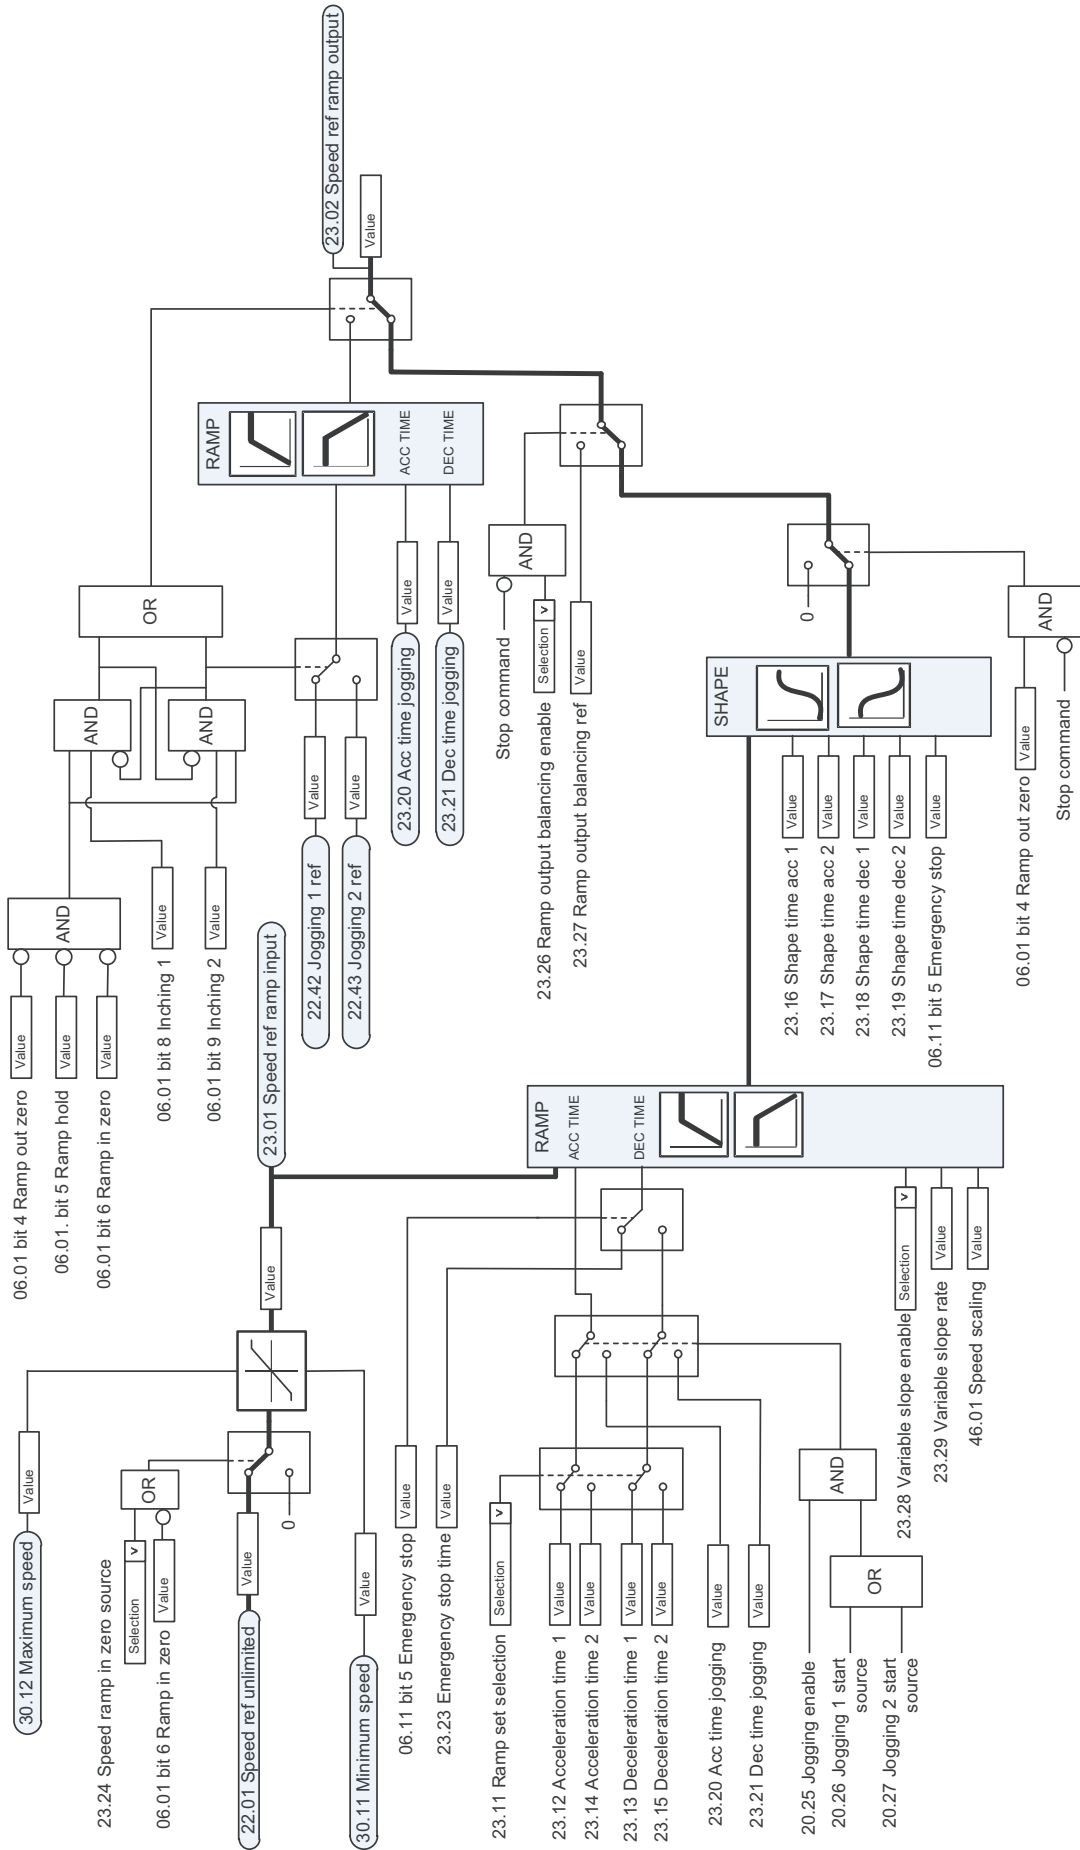 30.12 Maximum speed
Value
23.24 Speed ramp in zero source
Selection
v
06.01 bit 6 Ramp in zero
Value
OR
22.01 Speed ref unlimited
Value
0
30.11 Minimum speed
Value
Value
23.01 Speed ref ramp input
06.11 bit 5 Emergency stop
Value
23.23 Emergency stop time
Value
23.11 Ramp set selection
Selection
v
23.12 Acceleration time 1
Value
23.14 Acceleration time 2
Value
23.13 Deceleration time 1
Value
23.15 Deceleration time 2
Value
23.20 Acc time jogging
Value
23.21 Dec time jogging
Value
20.25 Jogging enable
20.26 Jogging 1 start
source
20.27 Jogging 2 start
source
OR
AND
23.28 Variable slope enable
Selection
v
23.29 Variable slope rate
Value
46.01 Speed scaling
Value
RAMP
ACC TIME
DEC TIME
06.01 bit 4 Ramp out zero
Value
06.01. bit 5 Ramp hold
Value
06.01 bit 6 Ramp in zero
Value
AND
06.01 bit 8 Inching 1
Value
06.01 bit 9 Inching 2
Value
AND
AND
OR
22.42 Jogging 1 ref
Value
22.43 Jogging 2 ref
Value
23.20 Acc time jogging
Value
23.21 Dec time jogging
Value
RAMP
ACC TIME
DEC TIME
Stop command
23.26 Ramp output balancing enable
Selection
v
AND
23.27 Ramp output balancing ref
Value
23.16 Shape time acc 1
Value
23.17 Shape time acc 2
Value
23.18 Shape time dec 1
Value
23.19 Shape time dec 2
Value
06.11 bit 5 Emergency stop
Value
SHAPE
0
06.01 bit 4 Ramp out zero
Value
Stop command
AND
23.02 Speed ref ramp output
Value